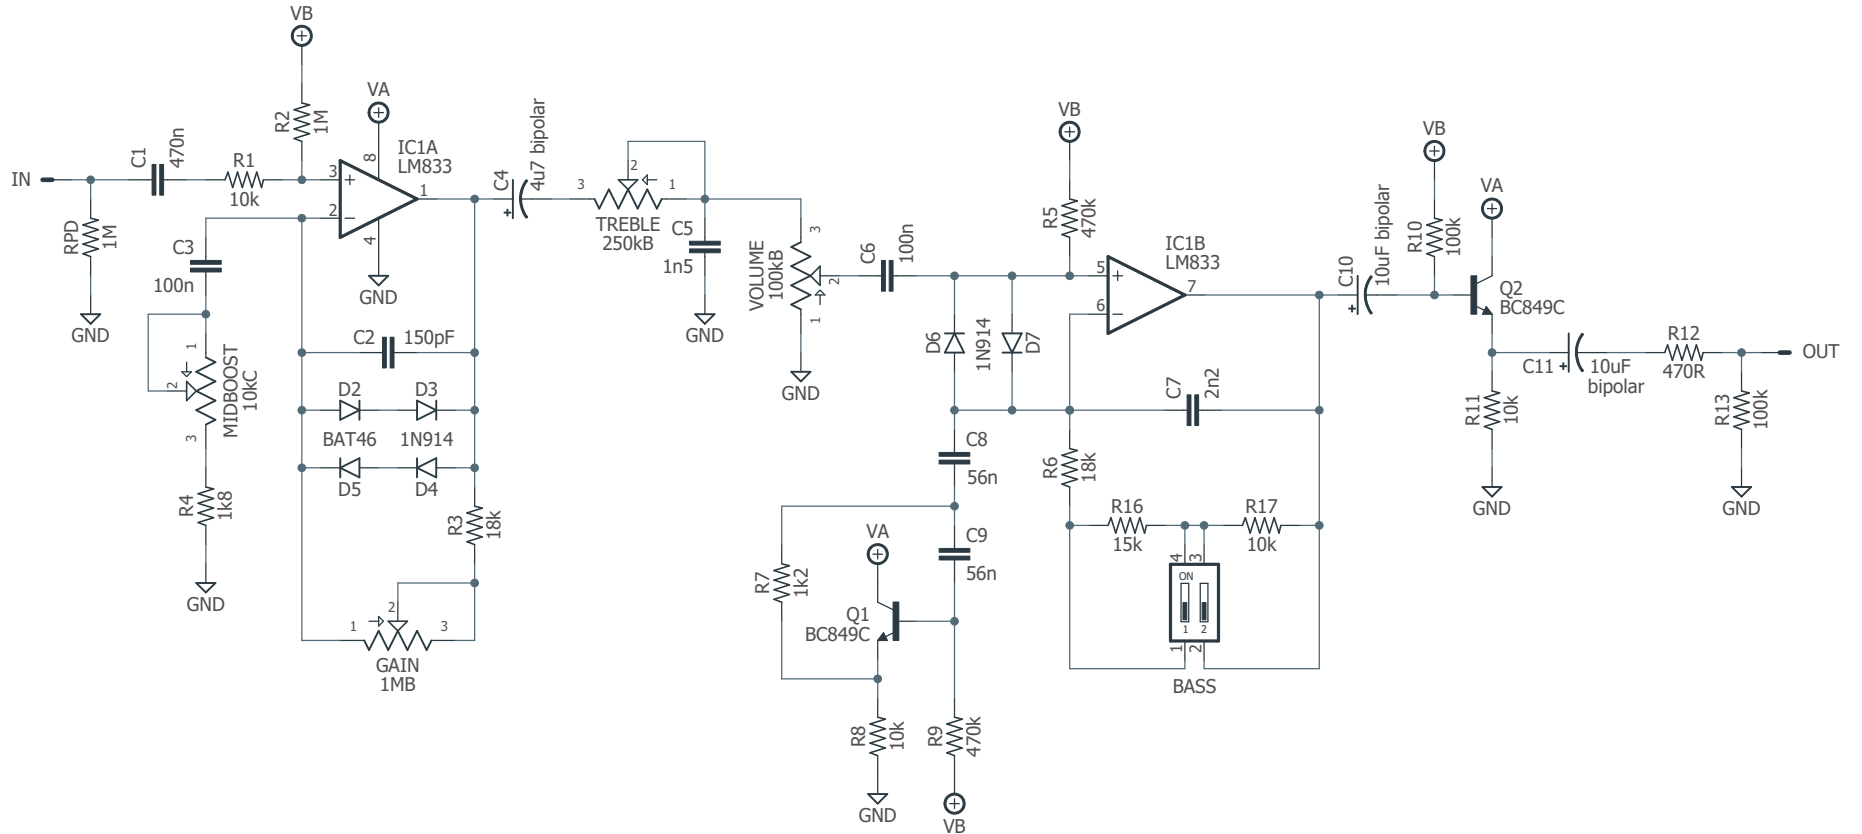 VB
VA
R2
1M
IC1A
LM833
8
IN
C1
470n
R1
10k
3
+
2
−
1
4
GND
RPD
1M
GND
C3
100n
1
2
3
MIDBOOST
10kC
R4
1k8
GND
C2
150pF
D2
D3
BAT46
1N914
D5
D4
R3
18k
1
2
3
GAIN
1MB
C4
+
4u7 bipolar
3
2
1
TREBLE
250kB
C5
1n5
GND
VOLUME
100kB
3
2
1
GND
C6
100n
VB
R5
470k
IC1B
LM833
5
+
6
−
7
D6
1N914
D7
C7
2n2
C8
56n
R6
18k
C9
56n
R7
1k2
VA
Q1
BC849C
R8
10k
GND
R9
470k
VB
R16
15k
R17
10k
4
3
ON
1
2
1
2
BASS
C10
+
10uF bipolar
VB
R10
100k
VA
Q2
BC849C
C11
+
10uF
bipolar
R12
470R
OUT
R11
10k
GND
R13
100k
GND